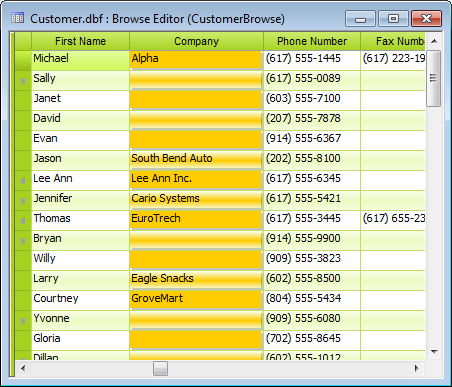 Customer.dbf : Browse Editor (CustomerBrowse)
First Name Company Phone Number Fax Numb
Michael Alpha (617) 555-1445 (617) 223-19
Sally (617) 555-0089
Janet (603) 555-7100
David (207) 555-7878
Evan (914) 555-6367
Jason South Bend Auto (202) 555-8100
Lee Ann Lee Ann Inc. (617) 555-6345
Jennifer Cario Systems (617) 555-5421
Thomas EuroTrech (617) 555-3445 (617) 655-23
Bryan (914) 555-9900
Willy (909) 555-3823
Larry Eagle Snacks (602) 555-8500
Courtney GroveMart (804) 555-5434
Yvonne (909) 555-6080
Gloria (702) 555-8645
Dillan (602) 555-1012